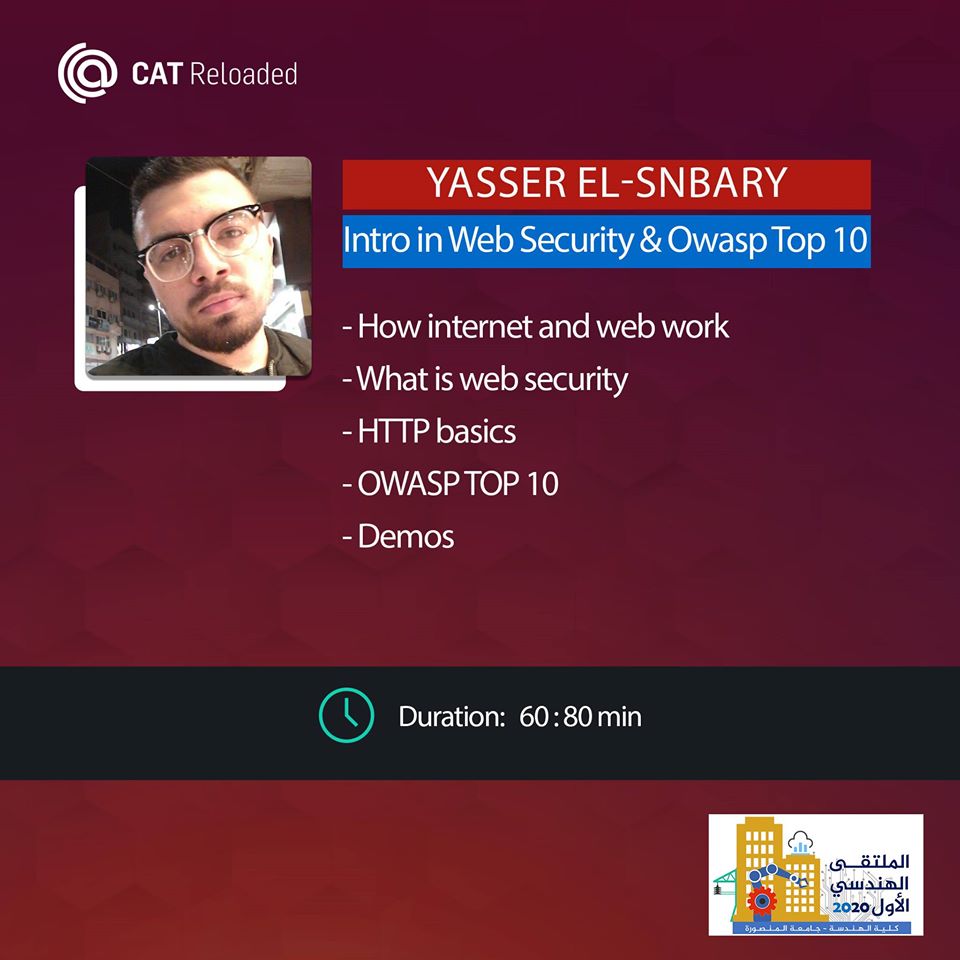 CAT Reloaded
YASSER EL-SNBARY
Intro in Web Security & Owasp Top 10
- How internet and web work
- What is web security
- HTTP basics
- OWASP TOP 10
- Demos
Duration: 60 : 80 min
الملتقى
الهندسي
الأول 2020
كلية الهندسة - جامعة المنصورة